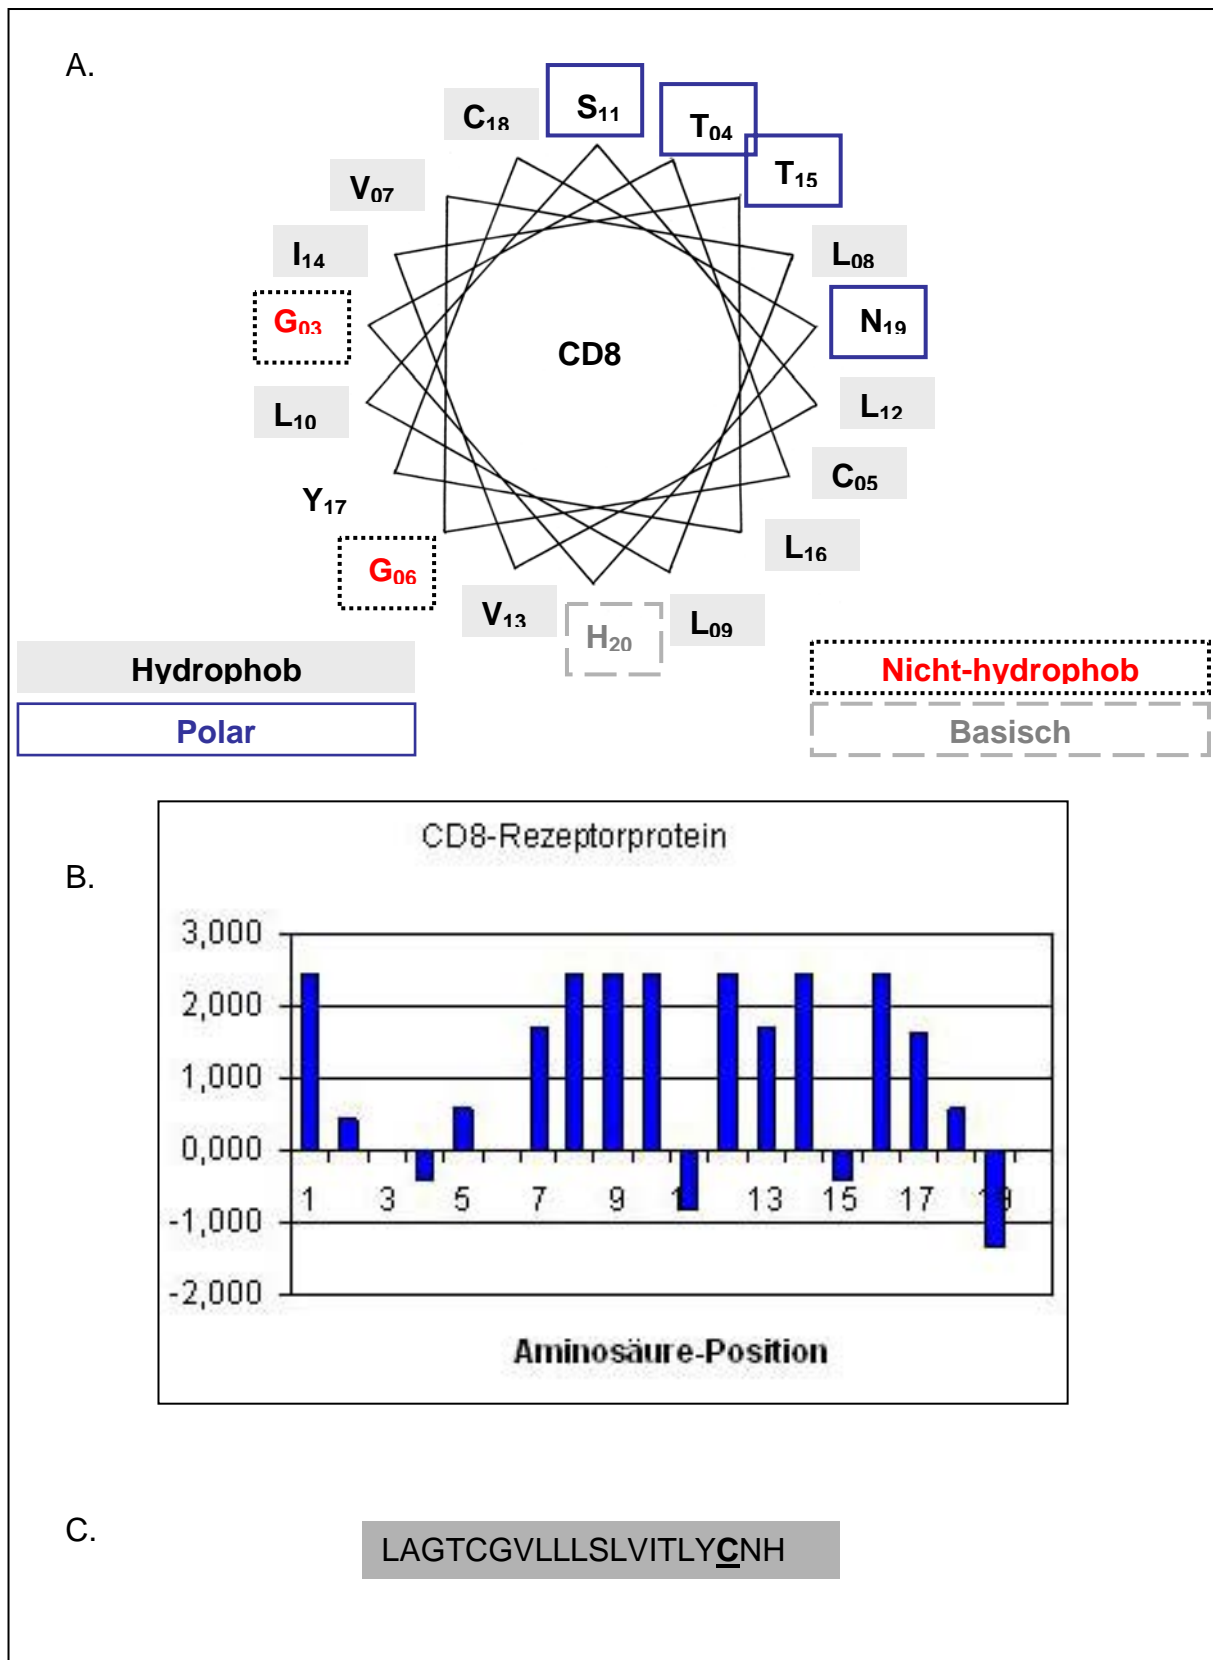 A.
S11
C18
T04
T15
V07
I14
L08
G03
N19
CD8
L10
L12
C05
Y17
L16
G06
V13
H20
L09
Hydrophob
Nicht-hydrophob
Polar
Basisch
B.
CD8-Rezeptorprotein
3,000
2,000
1,000
0,000
-1,000
-2,000
1 3 5 7 9 13 15 17
Aminosäure-Position
C.
LAGTCGVLLLSLVITLYCNH